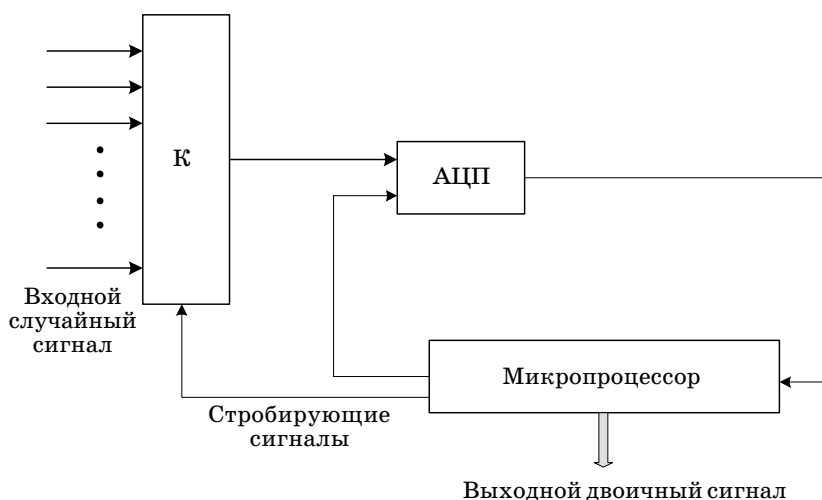 К
АЦП
Входной
случайный
сигнал
Микропроцессор
Стробирующие
сигналы
Выходной двоичный сигнал